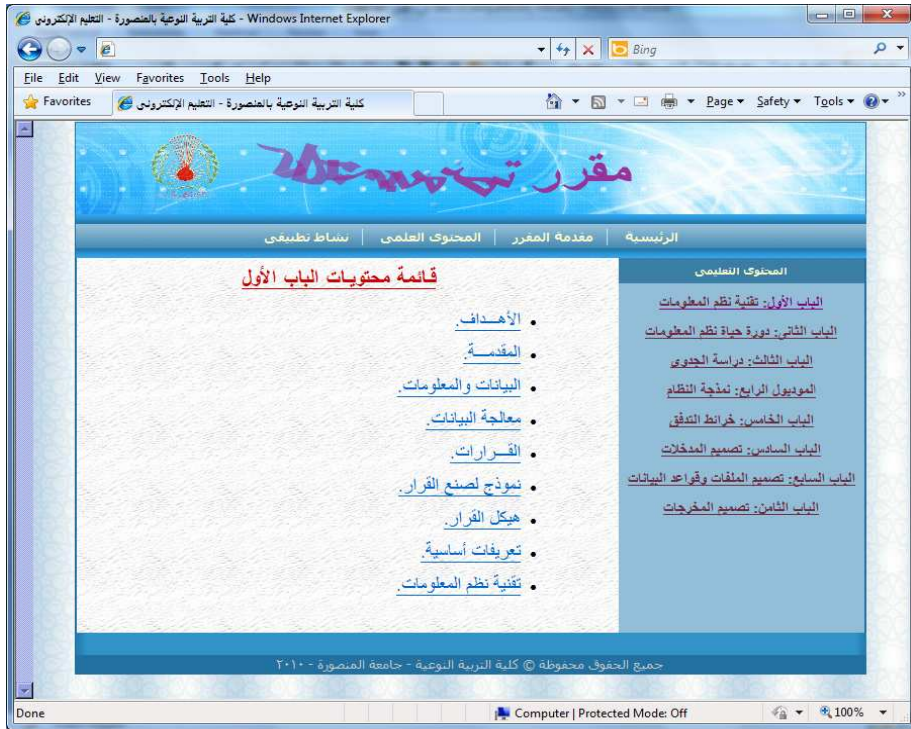 كلية التربية النوعية بالمنصورة - التعليم الإلكترونى - Windows Internet Explorer
Bing
File Edit View Favorites Tools Help
Favorites كلية التربية النوعية بالمنصورة - التعليم الإلكترونى Page Safety Tools
مقرر
الرئيسية | مقدمة المقرر | المحتوى العلمى | نشاط تطبيقى
المحتوى التعليمى
الباب الأول: تقنية نظم المعلومات
الباب الثانى: دورة حياة نظم المعلومات
الباب الثالث: دراسة الجدوى
الموديول الرابع: نمذجة النظام
الباب الخامس: خرائط التدفق
الباب السادس: تصميم المدخلات
الباب السابع: تصميم الملفات وقواعد البيانات
الباب الثامن: تصميم المخرجات
قائمة محتويات الباب الأول
الأهــداف.
المقدمــة.
البيانات والمعلومات.
معالجة البيانات.
القــرارات.
نموذج لصنع القرار.
هيكل القرار.
تعريفات أساسية.
تقنية نظم المعلومات.
جميع الحقوق محفوظة © كلية التربية النوعية - جامعة المنصورة - ٢٠١٠
Done Computer | Protected Mode: Off 100%